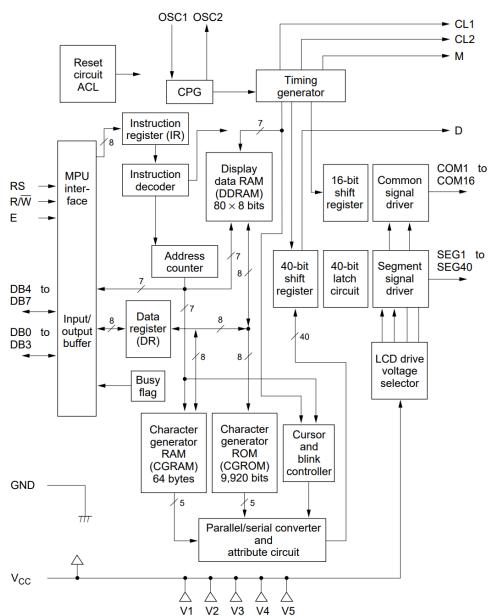 OSC1 OSC2
CL1
CL2
M
Reset
circuit
ACL
CPG
Timing
generator
7
D
8
Instruction
register (IR)
MPU
inter-
face
Instruction
decoder
Display
data RAM
(DDRAM)
80 × 8 bits
16-bit
shift
register
Common
signal
driver
COM1 to
COM16
RS
R/W̅
E
Address
counter
7
8
40-bit
shift
register
40-bit
latch
circuit
Segment
signal
driver
SEG1 to
SEG40
DB4 to
DB7
7
7
DB0 to
DB3
Input/
output
buffer
8
Data
register
(DR)
8
8
8
40
LCD drive
voltage
selector
Busy
flag
Character
generator
RAM
(CGRAM)
64 bytes
Character
generator
ROM
(CGROM)
9,920 bits
Cursor
and
blink
controller
GND
5
5
Parallel/serial converter
and
attribute circuit
VCC
V1 V2 V3 V4 V5